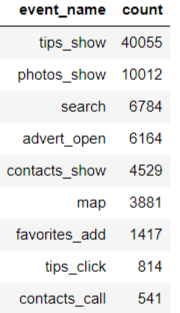 event_name count
tips_show 40055
photos_show 10012
search 6784
advert_open 6164
contacts_show 4529
map 3881
favorites_add 1417
tips_click 814
contacts_call 541